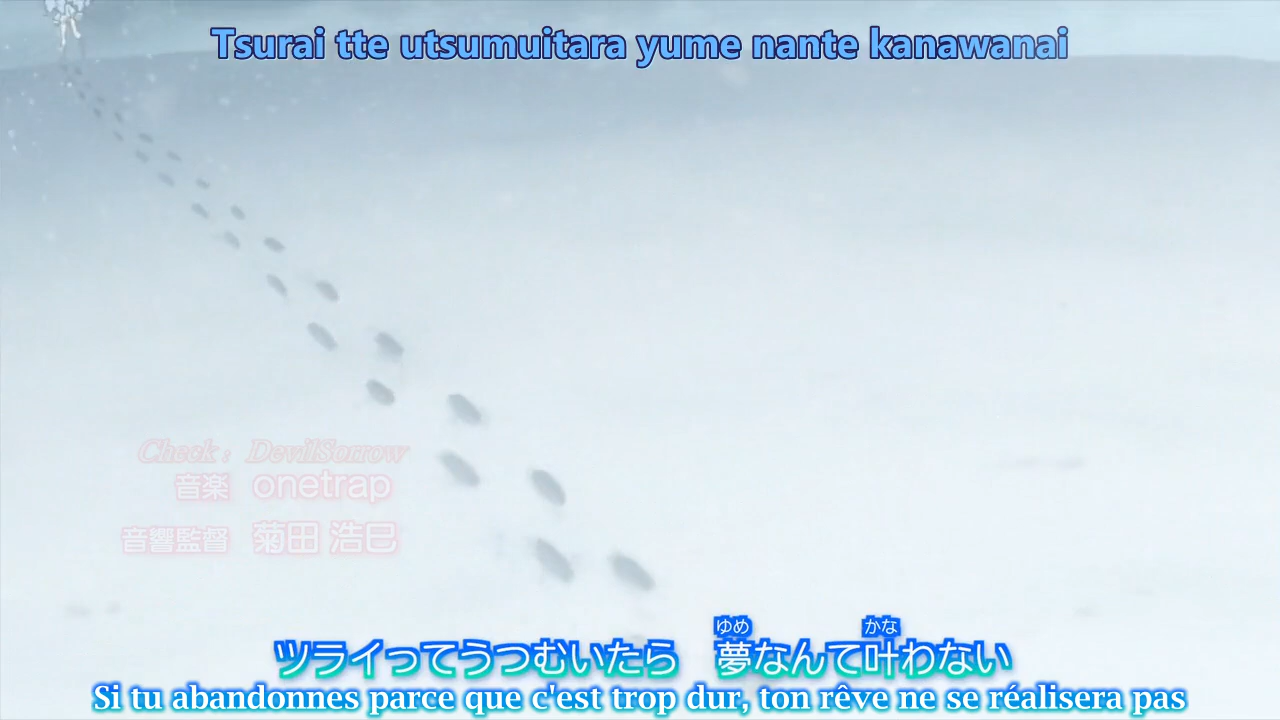 Tsurai tte utsumuitara yume nante kanawanai
Check : DevilSorrow
音楽 onetrap
音響監督 菊田 浩巳
ゆめ かな
ツライってうつむいたら 夢なんて叶わない
Si tu abandonnes parce que c'est trop dur, ton rêve ne se réalisera pas